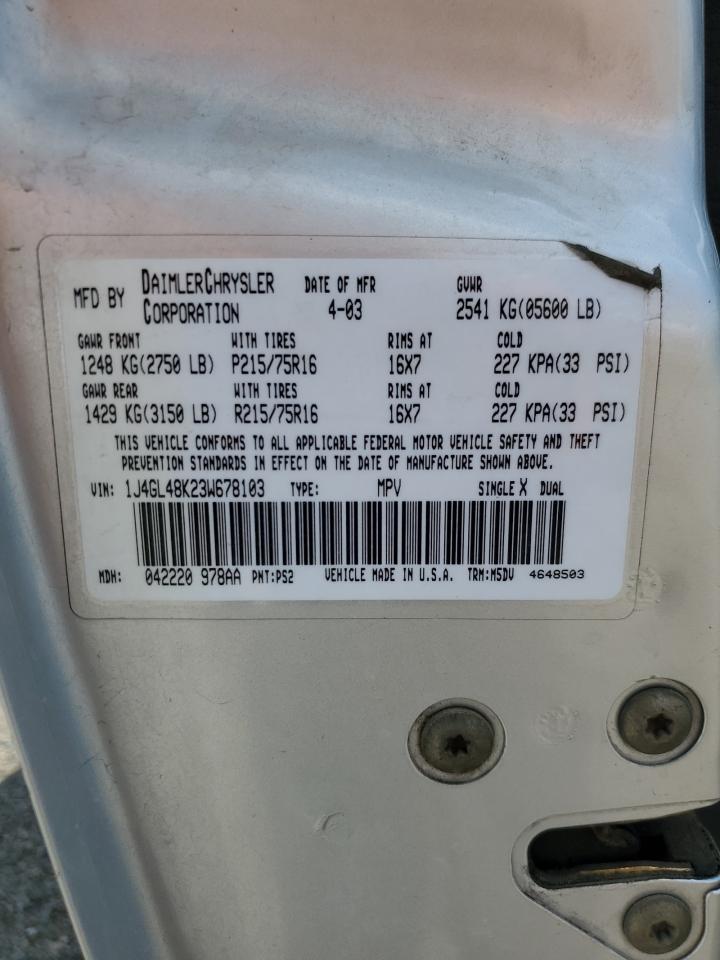 MFD BY DAIMLERCHRYSLER CORPORATION DATE OF MFR 4-03 GVWR 2541 KG(05600 LB)
GAWR FRONT WITH TIRES RIMS AT COLD
1248 KG(2750 LB) P215/75R16 16X7 227 KPA(33 PSI)
GAWR REAR WITH TIRES RIMS AT COLD
1429 KG(3150 LB) R215/75R16 16X7 227 KPA(33 PSI)
THIS VEHICLE CONFORMS TO ALL APPLICABLE FEDERAL MOTOR VEHICLE SAFETY AND THEFT
PREVENTION STANDARDS IN EFFECT ON THE DATE OF MANUFACTURE SHOWN ABOVE.
VIN: 1J4GL48K23W678103 TYPE: MPV SINGLE X DUAL
MDH: 042220 978AA PNT:PS2 VEHICLE MADE IN U.S.A. TRM:M5DV 4648503